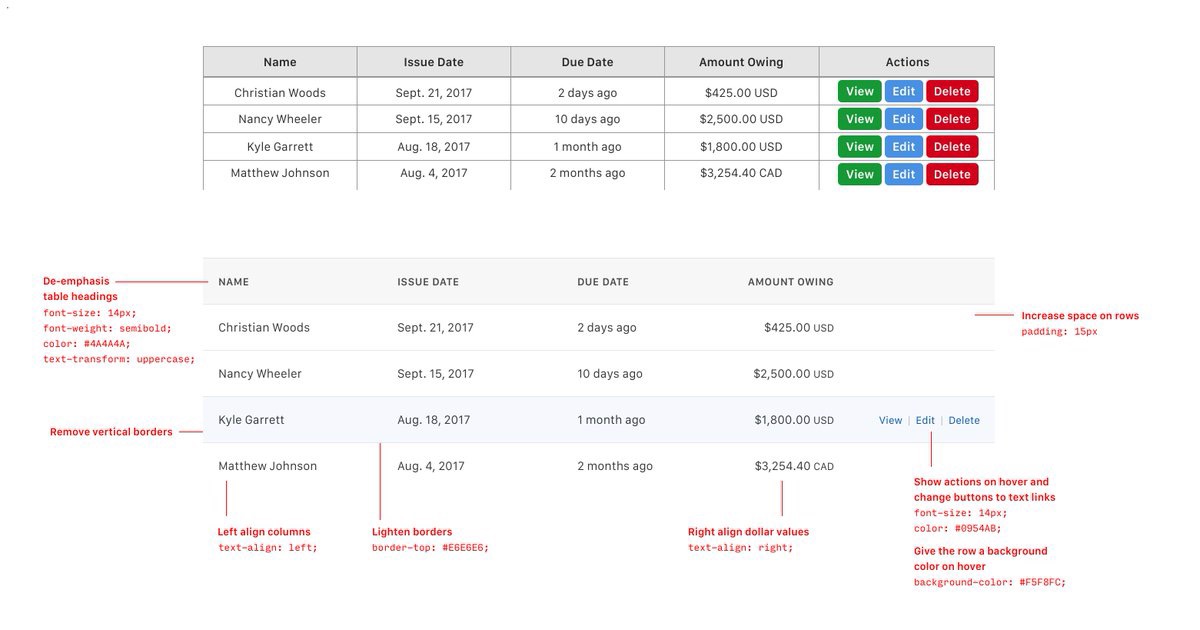 Name Issue Date Due Date Amount Owing Actions
Christian Woods Sept. 21, 2017 2 days ago $425.00 USD View Edit Delete
Nancy Wheeler Sept. 15, 2017 10 days ago $2,500.00 USD View Edit Delete
Kyle Garrett Aug. 18, 2017 1 month ago $1,800.00 USD View Edit Delete
Matthew Johnson Aug. 4, 2017 2 months ago $3,254.40 CAD View Edit Delete
NAME ISSUE DATE DUE DATE AMOUNT OWING
Christian Woods Sept. 21, 2017 2 days ago $425.00 USD
Nancy Wheeler Sept. 15, 2017 10 days ago $2,500.00 USD
Kyle Garrett Aug. 18, 2017 1 month ago $1,800.00 USD View | Edit | Delete
Matthew Johnson Aug. 4, 2017 2 months ago $3,254.40 CAD
De-emphasis
table headings
font-size: 14px;
font-weight: semibold;
color: #4A4A4A;
text-transform: uppercase;
Remove vertical borders
Increase space on rows
padding: 15px
Left align columns
text-align: left;
Lighten borders
border-top: #E6E6E6;
Right align dollar values
text-align: right;
Show actions on hover and
change buttons to text links
font-size: 14px;
color: #0954AB;
Give the row a background
color on hover
background-color: #F5F8FC;